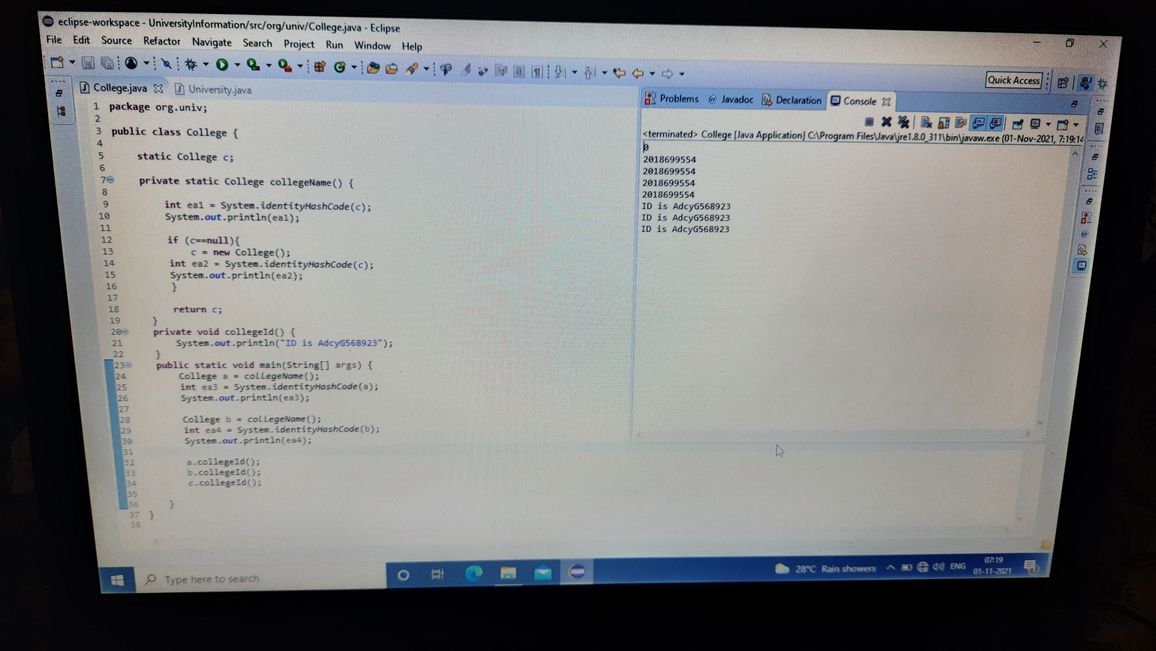 eclipse-workspace - UniversityInformation/src/org/univ/College.java - Eclipse
File Edit Source Refactor Navigate Search Project Run Window Help
Quick Access
College.java University.java
1 package org.univ;
2
3 public class College {
4
5 static College c;
6
7 private static College collegeName() {
8
9 int ea1 = System.identityHashCode(c);
10 System.out.println(ea1);
11
12 if (c==null){
13 c = new College();
14 int ea2 = System.identityHashCode(c);
15 System.out.println(ea2);
16 }
17
18 return c;
19 }
20 private void collegeId() {
21 System.out.println("ID is AdcyG568923");
22 }
23 public static void main(String[] args) {
24 College a = collegeName();
25 int ea3 = System.identityHashCode(a);
26 System.out.println(ea3);
27
28 College b = collegeName();
29 int ea4 = System.identityHashCode(b);
30 System.out.println(ea4);
31
32 a.collegeId();
33 b.collegeId();
34 c.collegeId();
35
36 }
37 }
38
Problems @ Javadoc Declaration Console
<terminated> College [Java Application] C:\Program Files\Java\jre1.8.0_311\bin\javaw.exe (01-Nov-2021, 7:19:14
0
2018699554
2018699554
2018699554
2018699554
ID is AdcyG568923
ID is AdcyG568923
ID is AdcyG568923
Type here to search
28°C Rain showers
ENG
07:19
01-11-2021